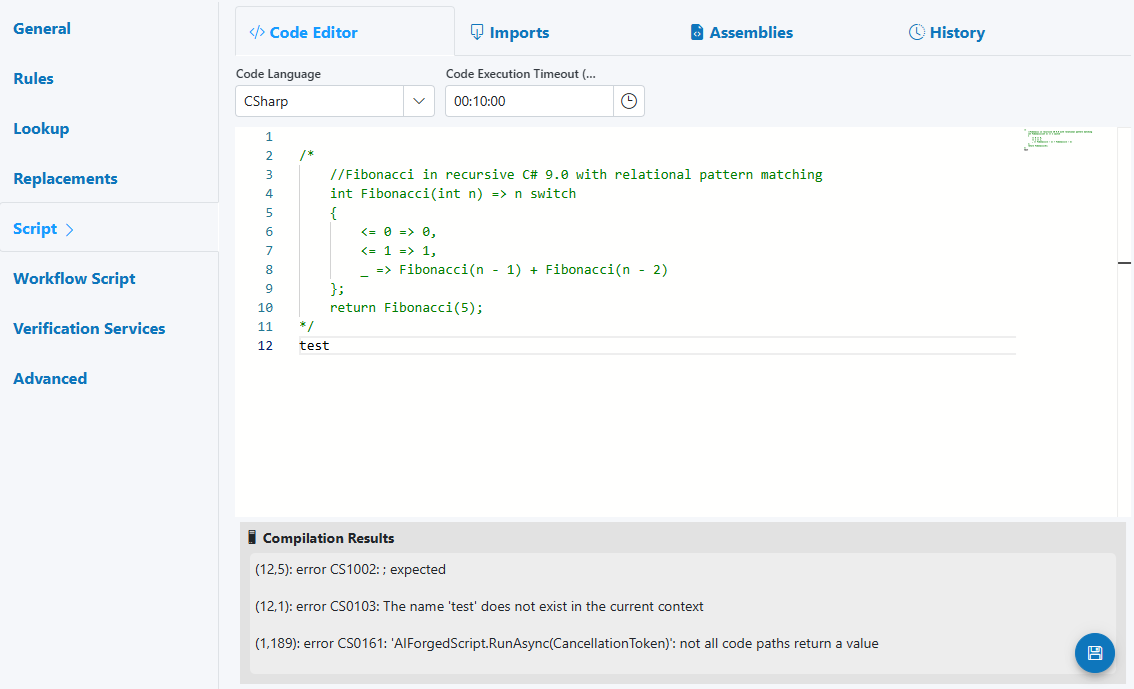 General
Rules
Lookup
Replacements
Script
Workflow Script
Verification Services
Advanced
</> Code Editor
Imports
Assemblies
History
Code Language
Code Execution Timeout (...
CSharp
00:10:00
1
2 /*
3 //Fibonacci in recursive C# 9.0 with relational pattern matching
4 int Fibonacci(int n) => n switch
5 {
6 <= 0 => 0,
7 <= 1 => 1,
8 _ => Fibonacci(n - 1) + Fibonacci(n - 2)
9 };
10 return Fibonacci(5);
11 */
12 test
Compilation Results
(12,5): error CS1002: ; expected
(12,1): error CS0103: The name 'test' does not exist in the current context
(1,189): error CS0161: 'AIForgedScript.RunAsync(CancellationToken)': not all code paths return a value